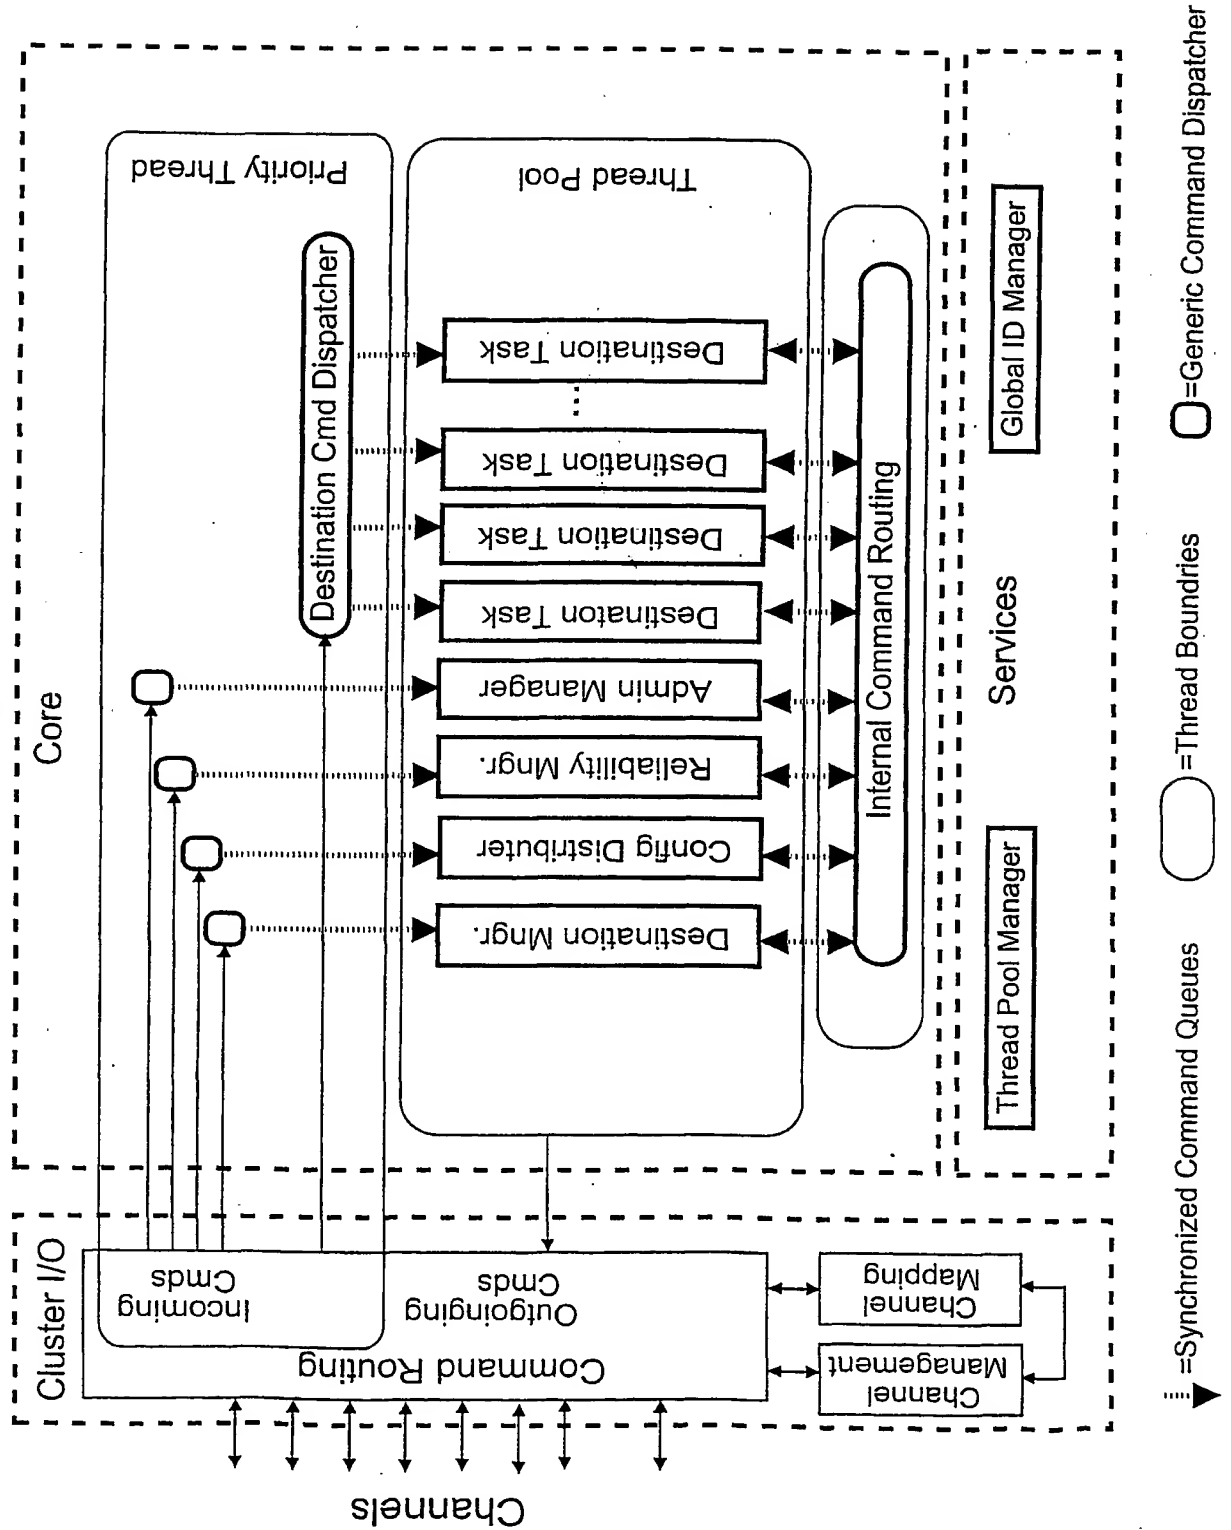 Channels
Cluster I/O
Command Routing
Incoming
Cmds
Outgoinging
Cmds
Channel
Management
Channel
Mapping
Core
Priority Thread
Destination Cmd Dispatcher
Thread Pool
Destination Mngr.
Config Distributer
Reliability Mngr.
Admin Manager
Destinaton Task
Destination Task
Destination Task
...
Destination Task
Internal Command Routing
Services
Thread Pool Manager
Global ID Manager
=Synchronized Command Queues
=Thread Boundries
=Generic Command Dispatcher